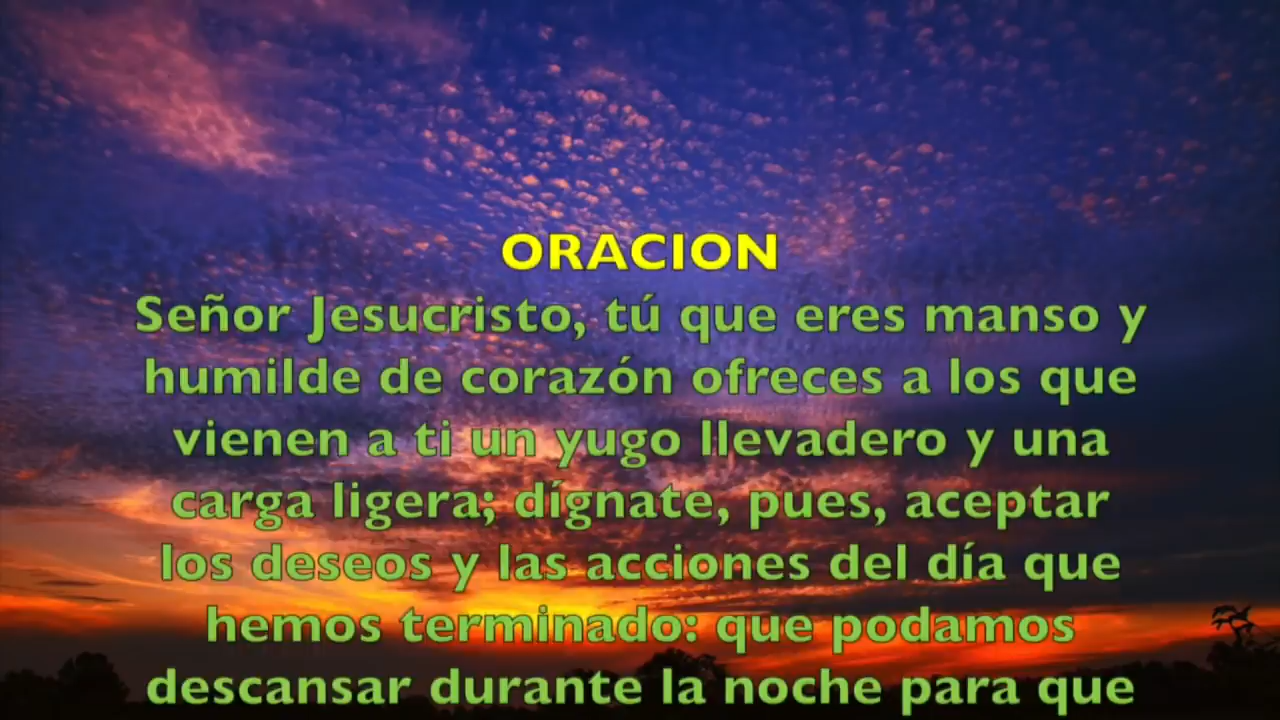 ORACION
Señor Jesucristo, tú que eres manso y
humilde de corazón ofreces a los que
vienen a ti un yugo llevadero y una
carga ligera; dígnate, pues, aceptar
los deseos y las acciones del día que
hemos terminado: que podamos
descansar durante la noche para que